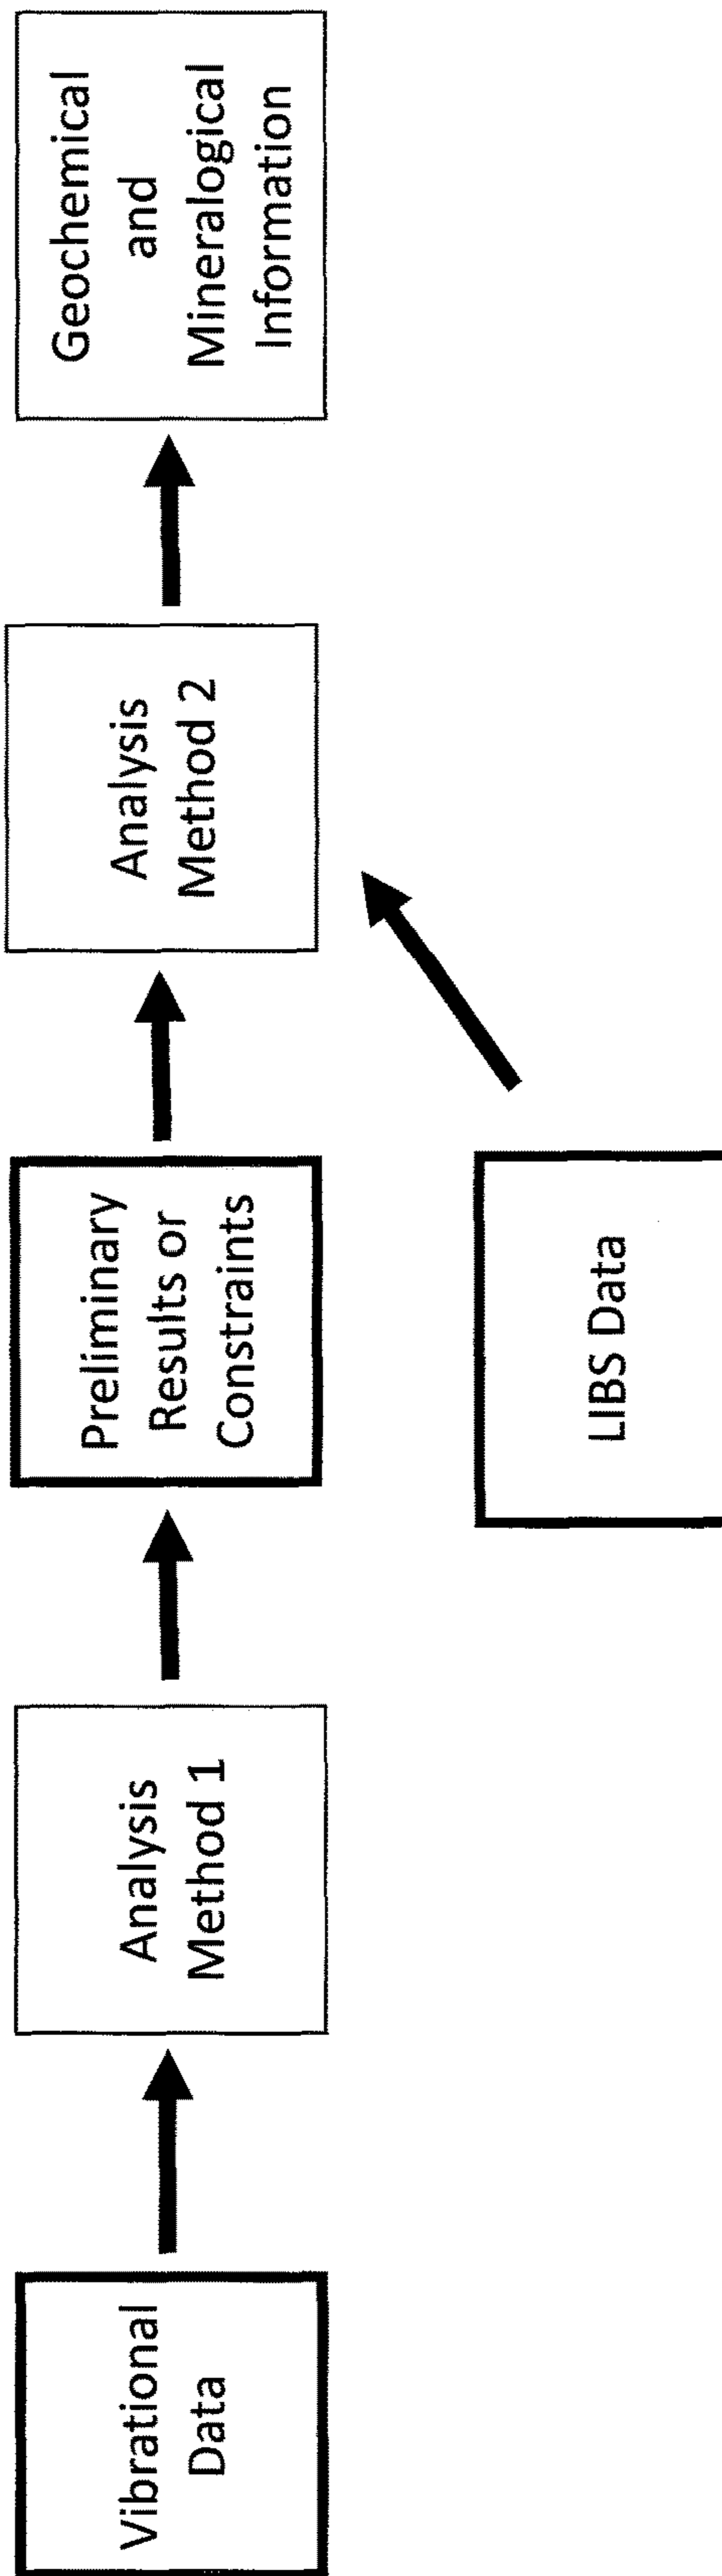 Vibrational
Data
Analysis
Method 1
Preliminary
Results or
Constraints
LIBS Data
Analysis
Method 2
Geochemical
and
Mineralogical
Information